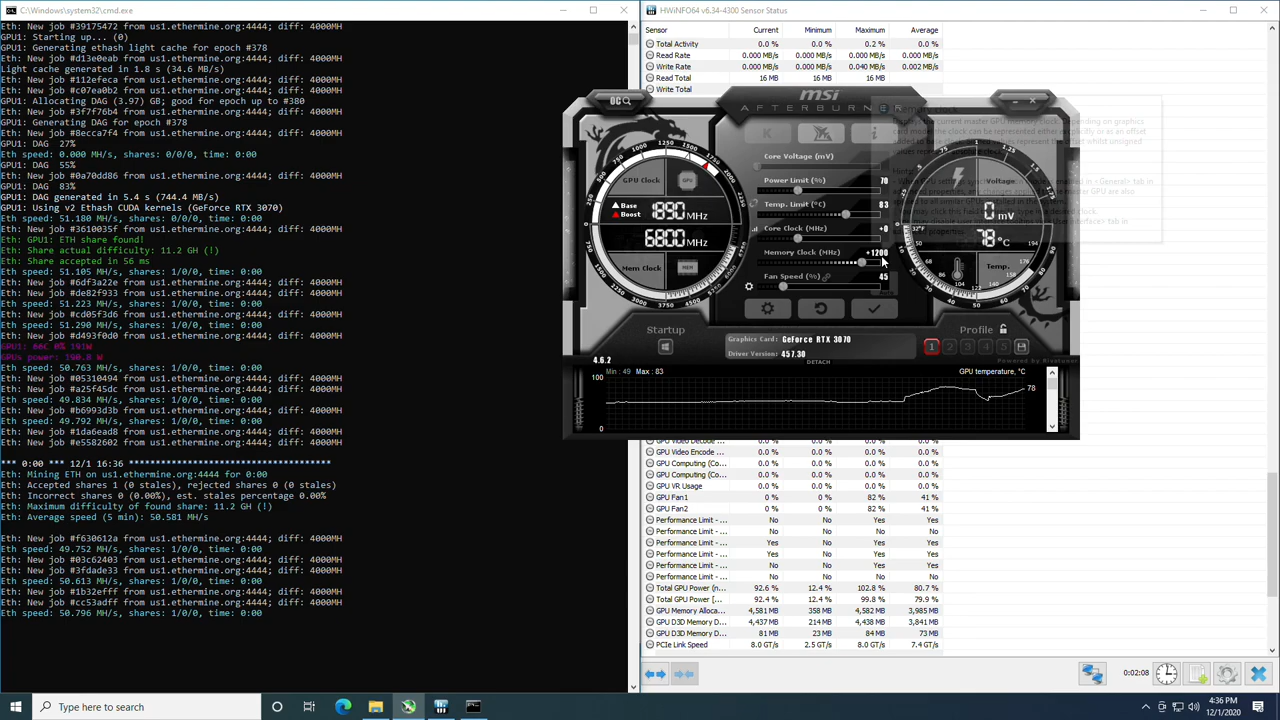 C:\Windows\system32\cmd.exe
Eth: New job #39175472 from us1.ethermine.org:4444; diff: 4000MH
GPU1: Starting up... (0)
GPU1: Generating ethash light cache for epoch #378
Eth: New job #d13e0eab from us1.ethermine.org:4444; diff: 4000MH
Light cache generated in 1.8 s (34.6 MB/s)
Eth: New job #112efece from us1.ethermine.org:4444; diff: 4000MH
Eth: New job #c07ea0b2 from us1.ethermine.org:4444; diff: 4000MH
GPU1: Allocating DAG (3.97) GB; good for epoch up to #380
Eth: New job #3ff76b04 from us1.ethermine.org:4444; diff: 4000MH
GPU1: Generating DAG for epoch #378
Eth: New job #8ecca7f4 from us1.ethermine.org:4444; diff: 4000MH
GPU1: DAG 27%
Eth speed: 0.000 MH/s, shares: 0/0/0, time: 0:00
GPU1: DAG 55%
Eth: New job #0a70dd86 from us1.ethermine.org:4444; diff: 4000MH
GPU1: DAG 83%
GPU1: DAG generated in 5.4 s (744.4 MB/s)
GPU1: Using v2 Ethash CUDA kernels (GeForce RTX 3070)
Eth speed: 51.180 MH/s, shares: 0/0/0, time: 0:00
Eth: New job #610035cf from us1.ethermine.org:4444; diff: 4000MH
Eth: GPU1: ETH share found!
Eth: Share actual difficulty: 11.2 GH (!)
Eth: Share accepted in 56 ms
Eth speed: 51.105 MH/s, shares: 1/0/0, time: 0:00
Eth: New job #6df3a22e from us1.ethermine.org:4444; diff: 4000MH
Eth: New job #de82f933 from us1.ethermine.org:4444; diff: 4000MH
Eth speed: 51.223 MH/s, shares: 1/0/0, time: 0:00
Eth: New job #d05f3dd6 from us1.ethermine.org:4444; diff: 4000MH
Eth speed: 51.290 MH/s, shares: 1/0/0, time: 0:00
Eth: New job #d493f0d0 from us1.ethermine.org:4444; diff: 4000MH
GPU1: 66C 0% 191W
GPUs power: 190.8 W
Eth speed: 50.763 MH/s, shares: 1/0/0, time: 0:00
Eth: New job #05310494 from us1.ethermine.org:4444; diff: 4000MH
Eth: New job #a25f45dc from us1.ethermine.org:4444; diff: 4000MH
Eth speed: 49.834 MH/s, shares: 1/0/0, time: 0:00
Eth: New job #b6993d3b from us1.ethermine.org:4444; diff: 4000MH
Eth speed: 49.792 MH/s, shares: 1/0/0, time: 0:00
Eth: New job #1da6ead8 from us1.ethermine.org:4444; diff: 4000MH
Eth: New job #e5582602 from us1.ethermine.org:4444; diff: 4000MH
*** 0:00 *** 12/1 16:36 **************************************
Eth: Mining ETH on us1.ethermine.org:4444 for 0:00
Eth: Accepted shares 1 (0 stales), rejected shares 0 (0 stales)
Eth: Incorrect shares 0 (0.00%), est. stales percentage 0.00%
Eth: Maximum difficulty of found share: 11.2 GH (!)
Eth: Average speed (5 min): 50.581 MH/s
Eth: New job #f630612a from us1.ethermine.org:4444; diff: 4000MH
Eth speed: 49.752 MH/s, shares: 1/0/0, time: 0:00
Eth: New job #03c62403 from us1.ethermine.org:4444; diff: 4000MH
Eth: New job #3fdade33 from us1.ethermine.org:4444; diff: 4000MH
Eth speed: 50.613 MH/s, shares: 1/0/0, time: 0:00
Eth: New job #1b32efff from us1.ethermine.org:4444; diff: 4000MH
Eth: New job #cc53adff from us1.ethermine.org:4444; diff: 4000MH
Eth speed: 50.796 MH/s, shares: 1/0/0, time: 0:00
HWiNFO64 v6.34-4300 Sensor Status
Sensor Current Minimum Maximum Average
Total Activity 0.0 % 0.0 % 0.2 % 0.0 %
Read Rate 0.000 MB/s 0.000 MB/s 0.000 MB/s 0.000 MB/s
Write Rate 0.000 MB/s 0.000 MB/s 0.040 MB/s 0.002 MB/s
Read Total 16 MB 16 MB 16 MB
Write Total
OC
msi
AFTERBURNER
GPU Clock GPU
Base
Boost
1890 MHz
6800 MHz
Mem Clock MEM
Core Voltage (mV)
Power Limit (%) 70
Temp. Limit (°C) 83
Core Clock (MHz) +0
Memory Clock (MHz) +1200
Fan Speed (%) 45
Voltage
0 mV
78 °C
Temp.
Startup
4.6.2
Graphics Card: GeForce RTX 3070
Driver Version: 457.30
DETACH
Profile
1 2 3 4 5
Powered by Rivatuner
Min : 49 Max : 83
GPU temperature, °C
100
78
0
GPU Video Decode ... 0.0 % 0.0 % 0.0 % 0.0 %
GPU Video Encode ... 0.0 % 0.0 % 0.0 % 0.0 %
GPU Computing (Co... 0.0 % 0.0 % 0.0 % 0.0 %
GPU Computing (Co... 0.0 % 0.0 % 0.0 % 0.0 %
GPU VR Usage 0.0 % 0.0 % 0.0 % 0.0 %
GPU Fan1 0 % 0 % 82 % 41 %
GPU Fan2 0 % 0 % 82 % 41 %
Performance Limit - ... No No Yes Yes
Performance Limit - ... No No No No
Performance Limit - ... Yes No Yes Yes
Performance Limit - ... Yes No Yes Yes
Performance Limit - ... No No Yes Yes
Performance Limit - ... No No No No
Total GPU Power (n... 92.6 % 12.4 % 102.8 % 80.7 %
Total GPU Power [... 92.4 % 12.4 % 99.8 % 79.9 %
GPU Memory Alloca... 4,581 MB 358 MB 4,582 MB 3,985 MB
GPU D3D Memory D... 4,437 MB 214 MB 4,438 MB 3,841 MB
GPU D3D Memory D... 81 MB 23 MB 84 MB 73 MB
PCIe Link Speed 8.0 GT/s 2.5 GT/s 8.0 GT/s 7.4 GT/s
0:02:08
Type here to search
4:36 PM
12/1/2020